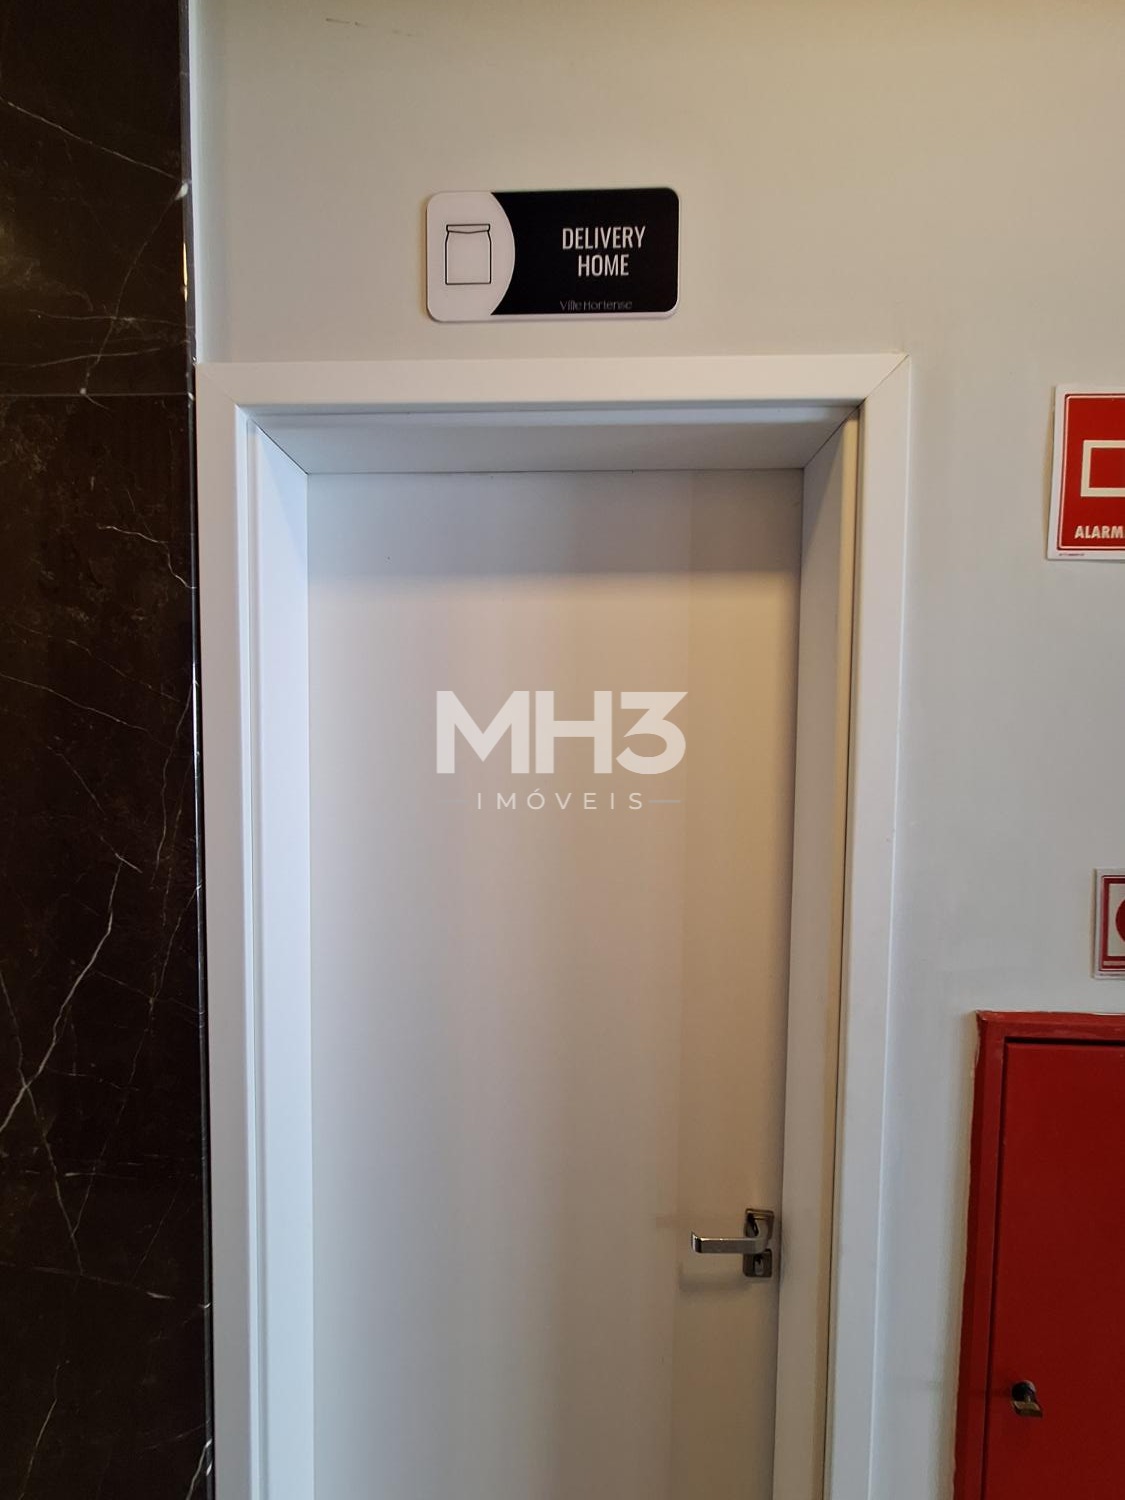 DELIVERY
HOME
Ville Hortense
ALARM
MH3
IMÓVEIS